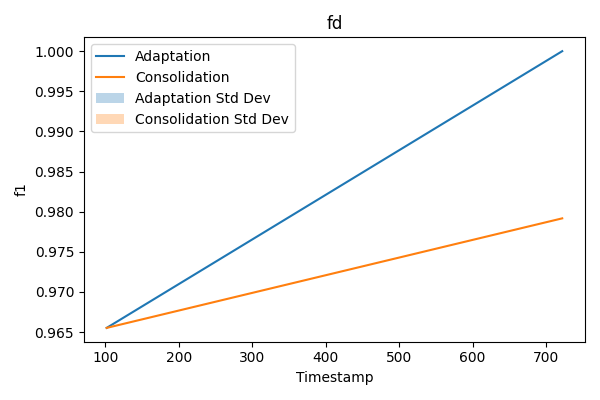 fd
1.000
0.995
0.990
0.985
0.980
0.975
0.970
0.965
f1
Adaptation
Consolidation
Adaptation Std Dev
Consolidation Std Dev
100 200 300 400 500 600 700
Timestamp